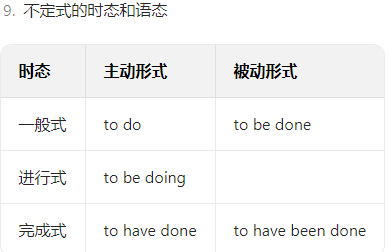 9. 不定式的时态和语态
时态 主动形式 被动形式
一般式 to do to be done
进行式 to be doing
完成式 to have done to have been done